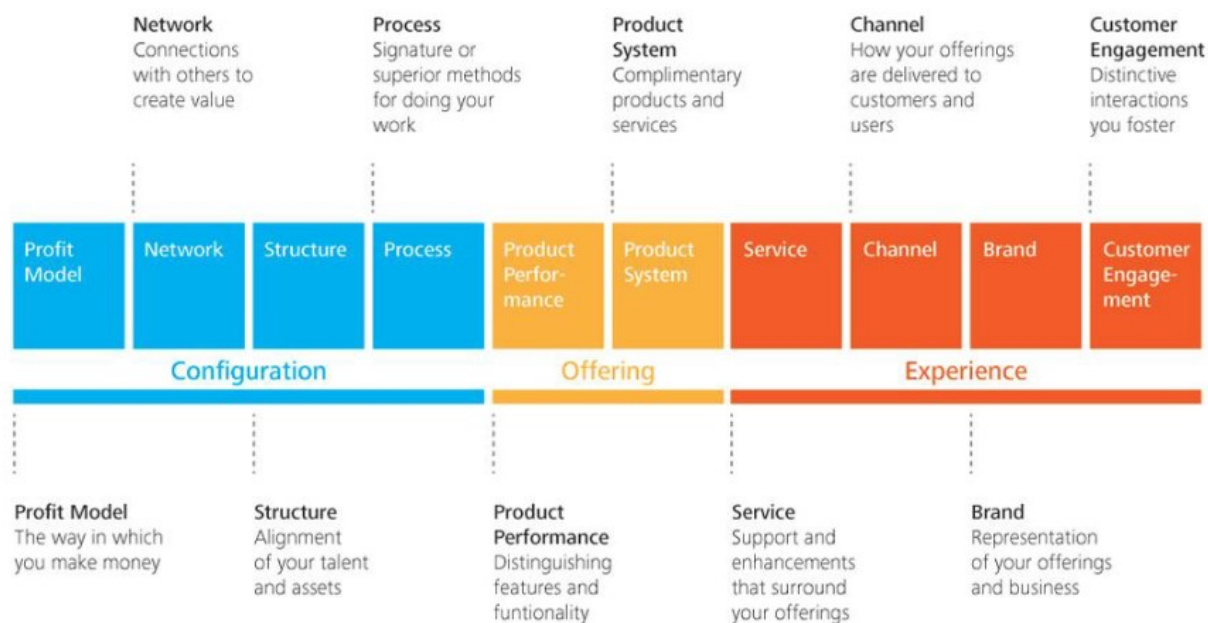 Network
Connections
with others to
create value
Process
Signature or
superior methods
for doing your
work
Product
System
Complimentary
products and
services
Channel
How your offerings
are delivered to
customers and
users
Customer
Engagement
Distinctive
interactions
you foster
Profit
Model
Network
Structure
Process
Product
Perfor-
mance
Product
System
Service
Channel
Brand
Customer
Engage-
ment
Configuration
Offering
Experience
Profit Model
The way in which
you make money
Structure
Alignment
of your talent
and assets
Product
Performance
Distinguishing
features and
funtionality
Service
Support and
enhancements
that surround
your offerings
Brand
Representation
of your offerings
and business